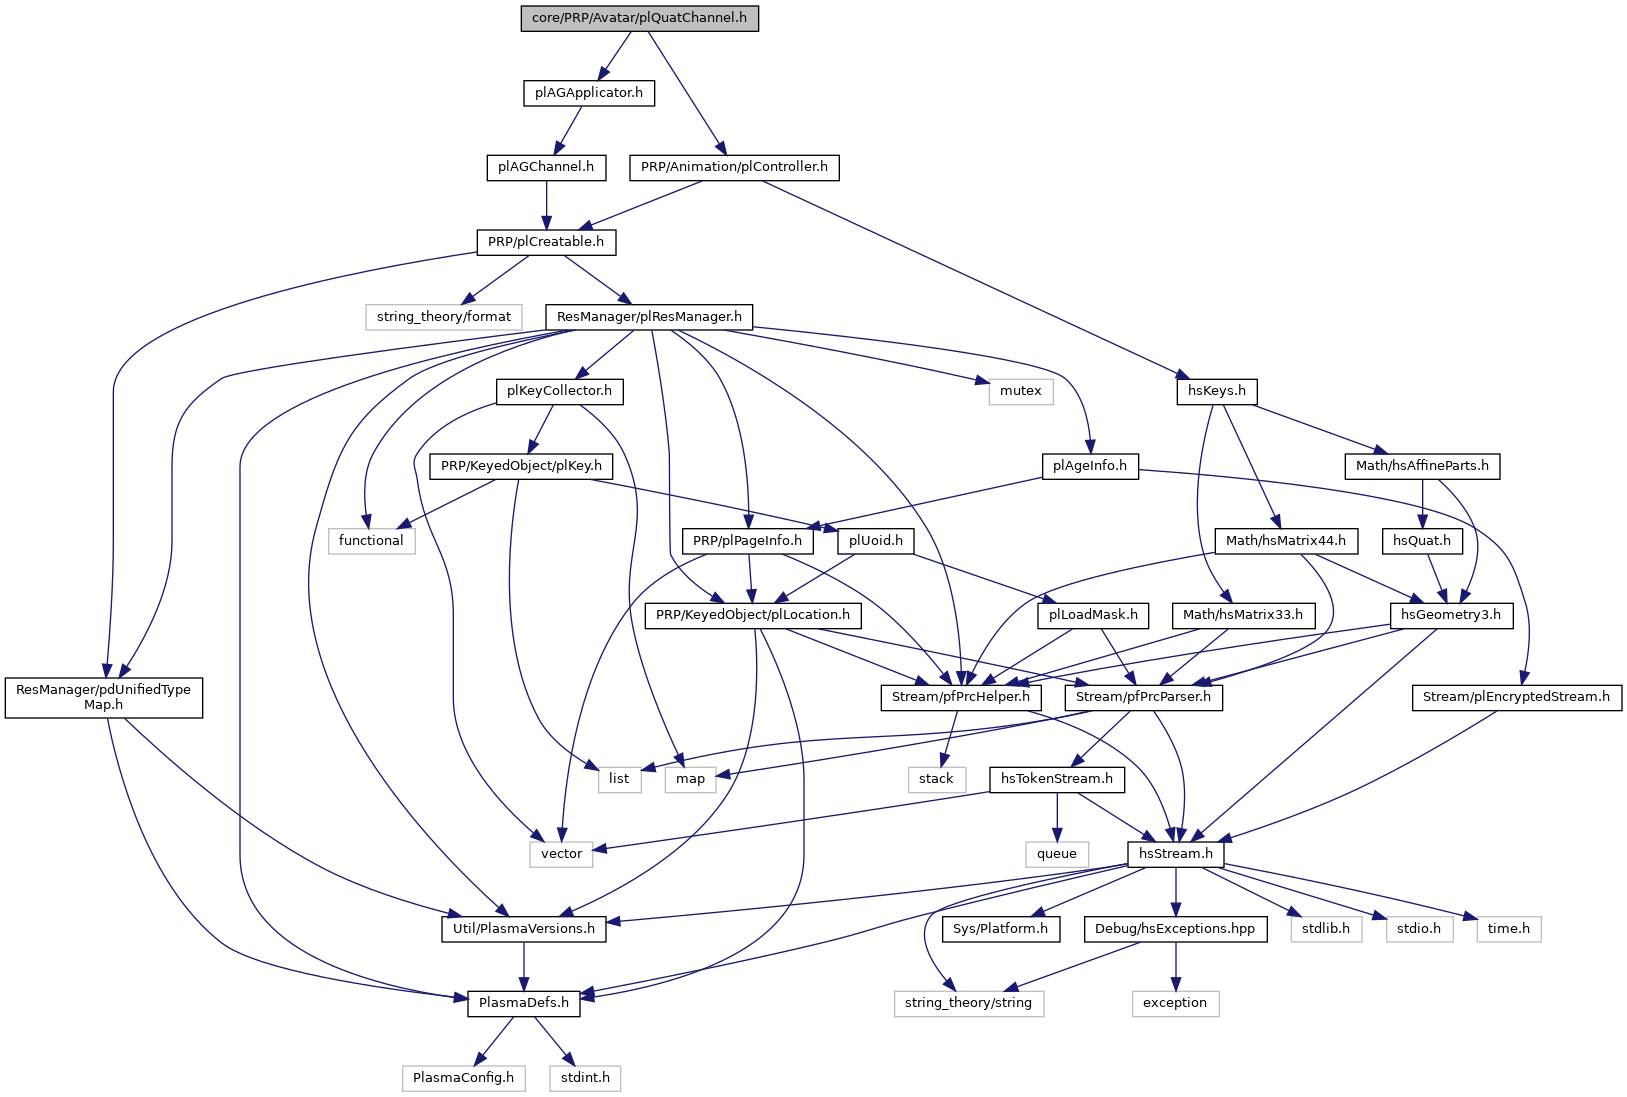 core/PRP/Avatar/plQuatChannel.h
plAGApplicator.h
plAGChannel.h
PRP/Animation/plController.h
PRP/plCreatable.h
string_theory/format
ResManager/plResManager.h
plKeyCollector.h
mutex
hsKeys.h
PRP/KeyedObject/plKey.h
plAgeInfo.h
Math/hsAffineParts.h
functional
PRP/plPageInfo.h
plUoid.h
Math/hsMatrix44.h
hsQuat.h
PRP/KeyedObject/plLocation.h
plLoadMask.h
Math/hsMatrix33.h
hsGeometry3.h
ResManager/pdUnifiedType
Map.h
Stream/pfPrcHelper.h
Stream/pfPrcParser.h
Stream/plEncryptedStream.h
list
map
stack
hsTokenStream.h
vector
queue
hsStream.h
Util/PlasmaVersions.h
Sys/Platform.h
Debug/hsExceptions.hpp
stdlib.h
stdio.h
time.h
PlasmaDefs.h
string_theory/string
exception
PlasmaConfig.h
stdint.h